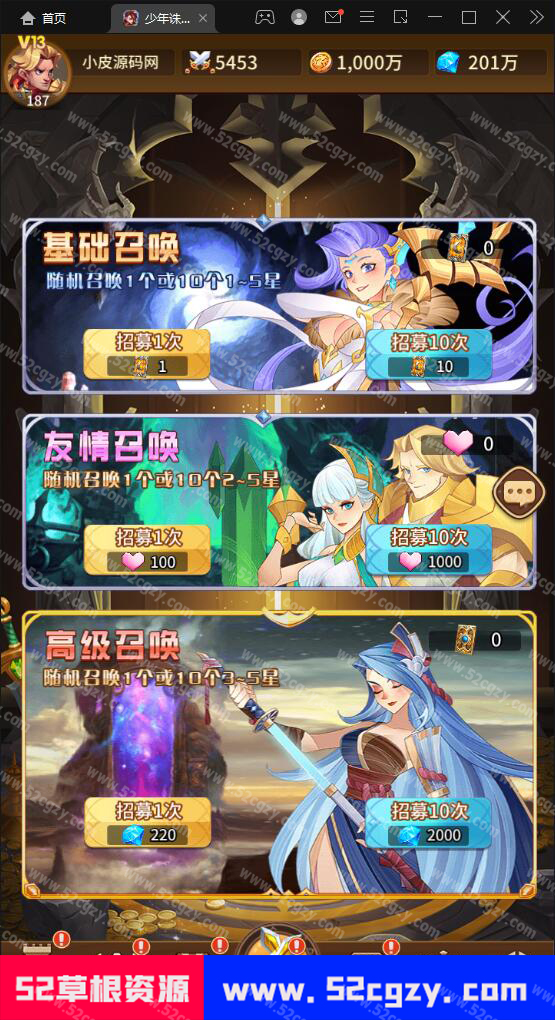 首页
少年诛...
V13
小皮源码网
5453
1,000万
201万
187
基础召唤
0
随机召唤1个或10个1~5星
招募1次
招募10次
1
10
友情召唤
0
随机召唤1个或10个2~5星
招募1次
招募10次
100
1000
高级召唤
0
随机召唤1个或10个3~5星
招募1次
招募10次
220
2000
www.52cgzy.com
52草根资源
www.52cgzy.com